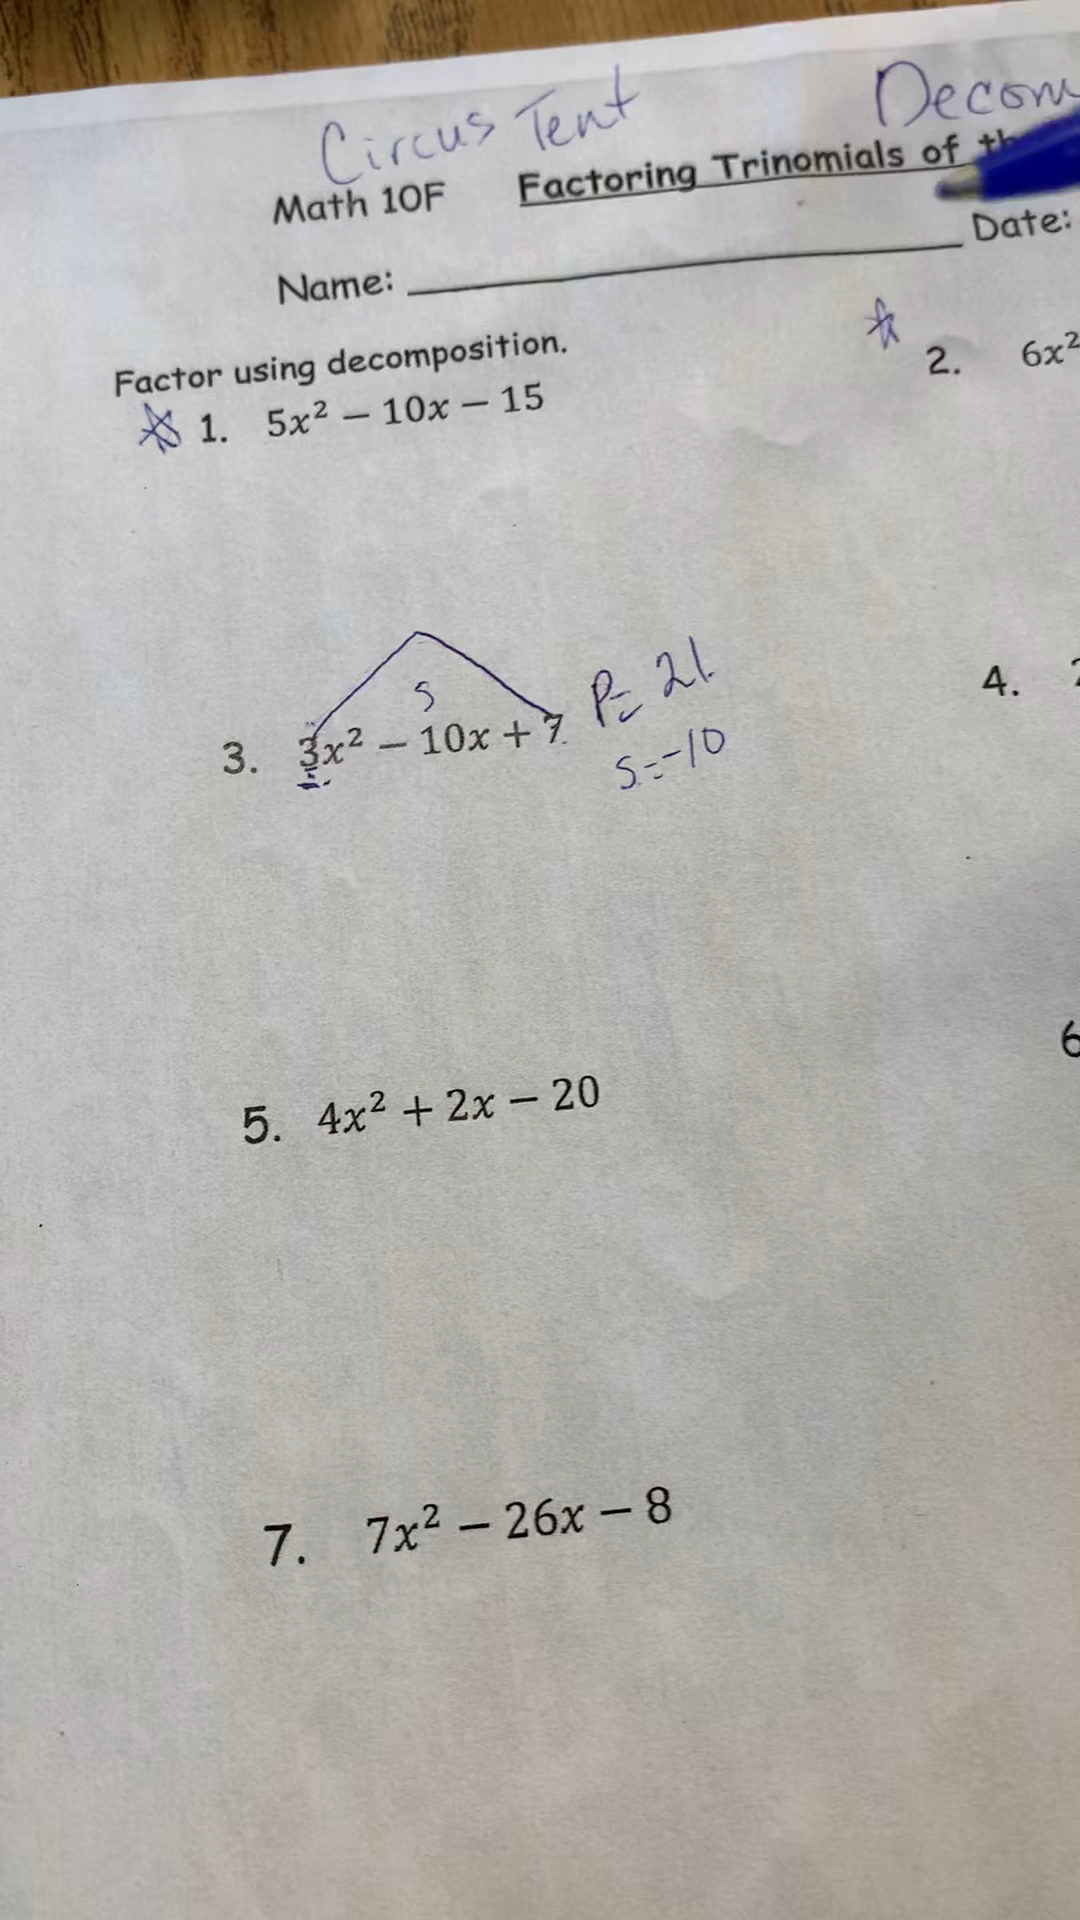 Circus Tent Decom
Math 10F Factoring Trinomials of
Name: Date:
Factor using decomposition.
1. 5x² – 10x – 15
2. 6x²
S
P= 21
3. 3x² – 10x + 7
S=-10
4.
5. 4x² + 2x – 20
6
7. 7x² – 26x – 8